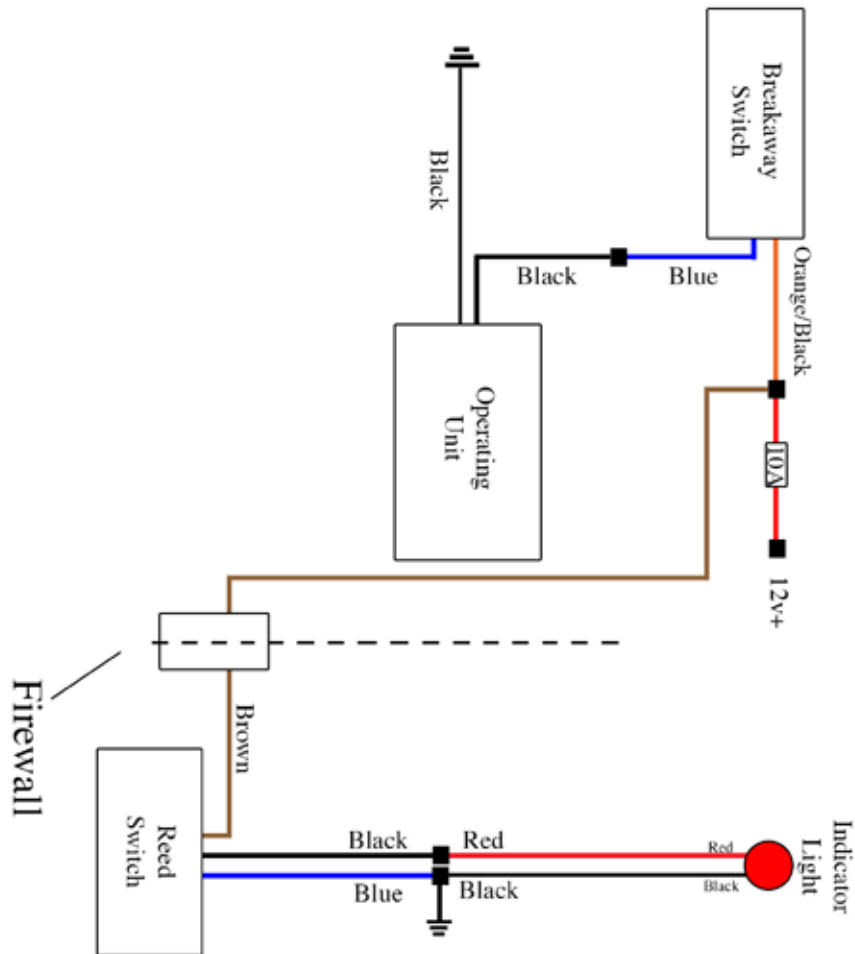 Breakaway
Switch
Black
Black
Blue
Orange/Black
Operating
Unit
10A
12v+
Firewall
Brown
Reed
Switch
Black
Red
Blue
Black
Red
Black
Indicator
Light